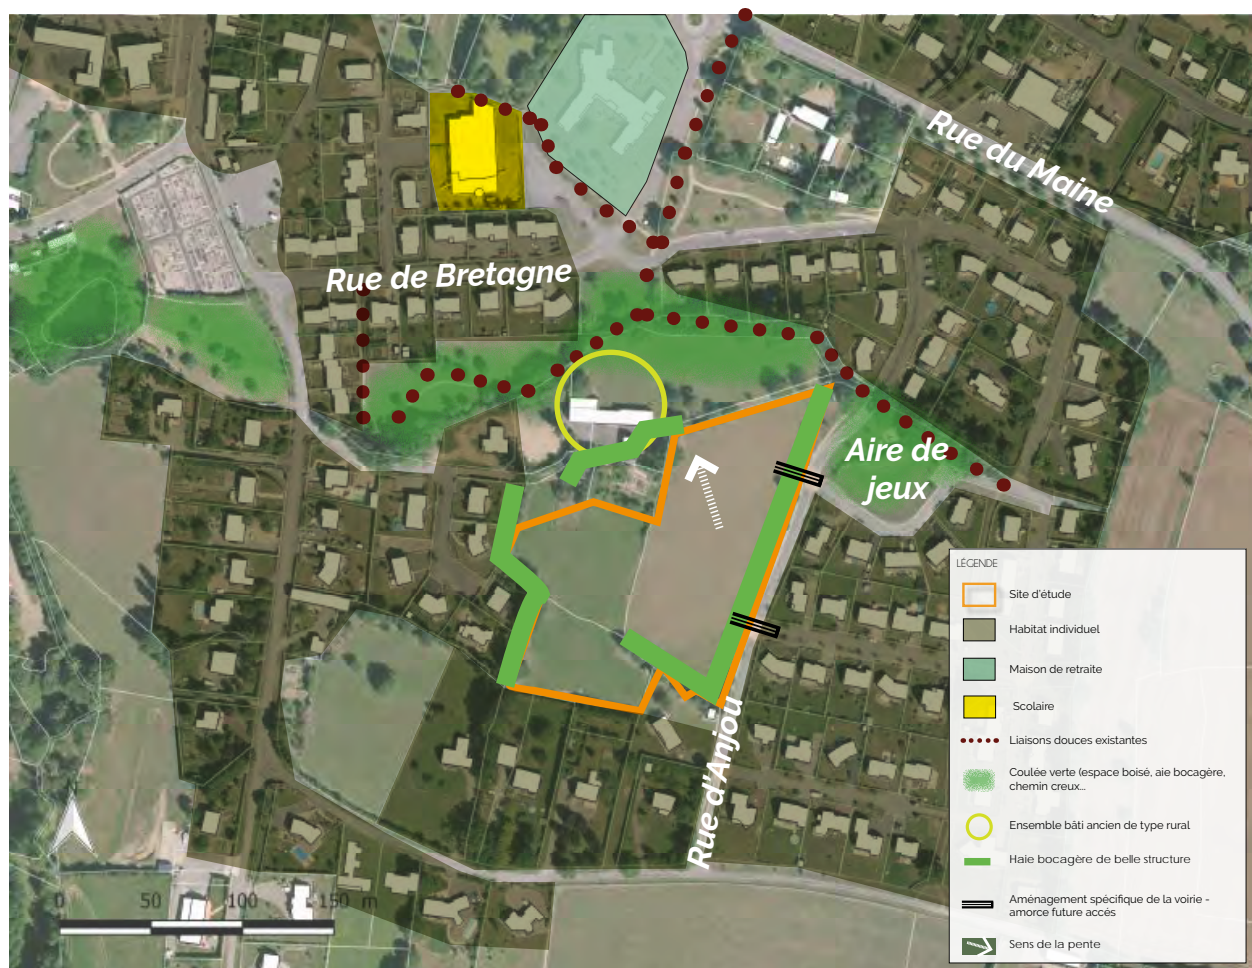 Rue du Maine
Rue de Bretagne
Aire de
jeux
Rue d'Anjou
LÉGENDE
Site d'étude
Habitat individuel
Maison de retraite
Scolaire
Liaisons douces existantes
Coulée verte (espace boisé, aie bocagère,
chemin creux...
Ensemble bâti ancien de type rural
Haie bocagère de belle structure
Aménagement spécifique de la voirie -
amorce future accés
Sens de la pente
0 50 100 150 m